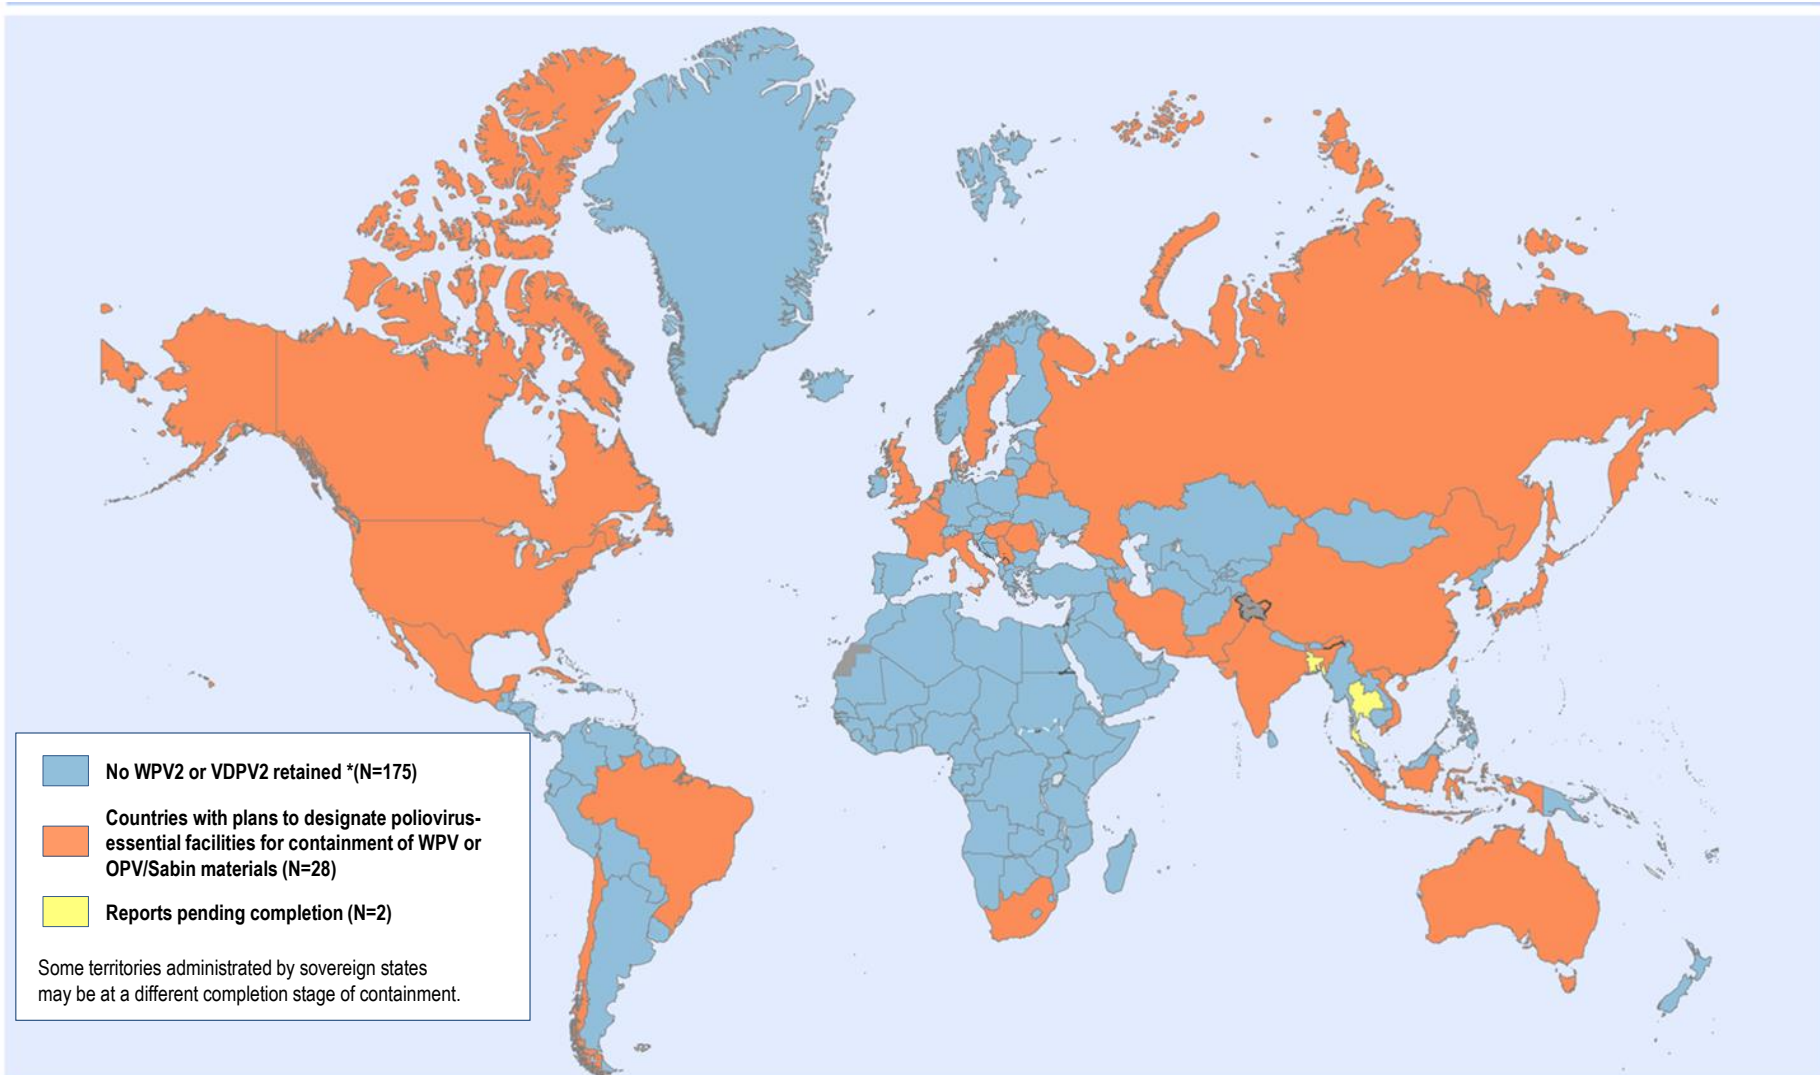 No WPV2 or VDPV2 retained *(N=175)
Countries with plans to designate poliovirus-
essential facilities for containment of WPV or
OPV/Sabin materials (N=28)
Reports pending completion (N=2)
Some territories administrated by sovereign states
may be at a different completion stage of containment.